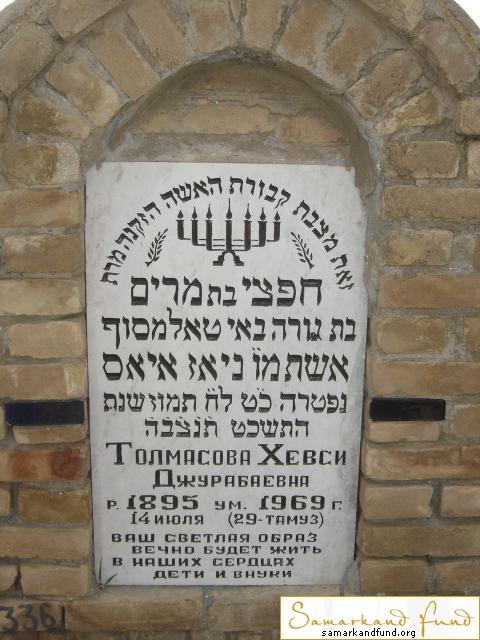 זאת מצבת קבורת האשה הזקנה מרת
חפצי בת מרים
בת גורה באי טאלמסוף
אשתמו ניאז איאס
נפטרה כט לח תמוז שנת
התשכט תנצבה
Толмасова Хевси
Джурабаевна
р. 1895 ум. 1969 г.
14 июля (29-тамуз)
Ваш светлая образ
вечно будет жить
в наших сердцах
дети и внуки
3361
Samarkand Fund
samarkandfund.org